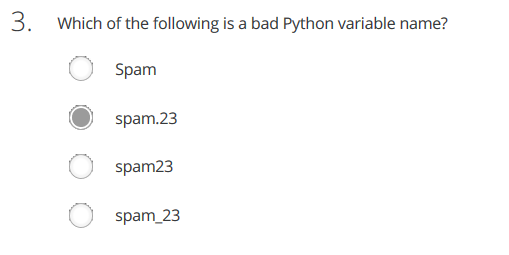 3. Which of the following is a bad Python variable name?
Spam
spam.23
spam23
spam_23